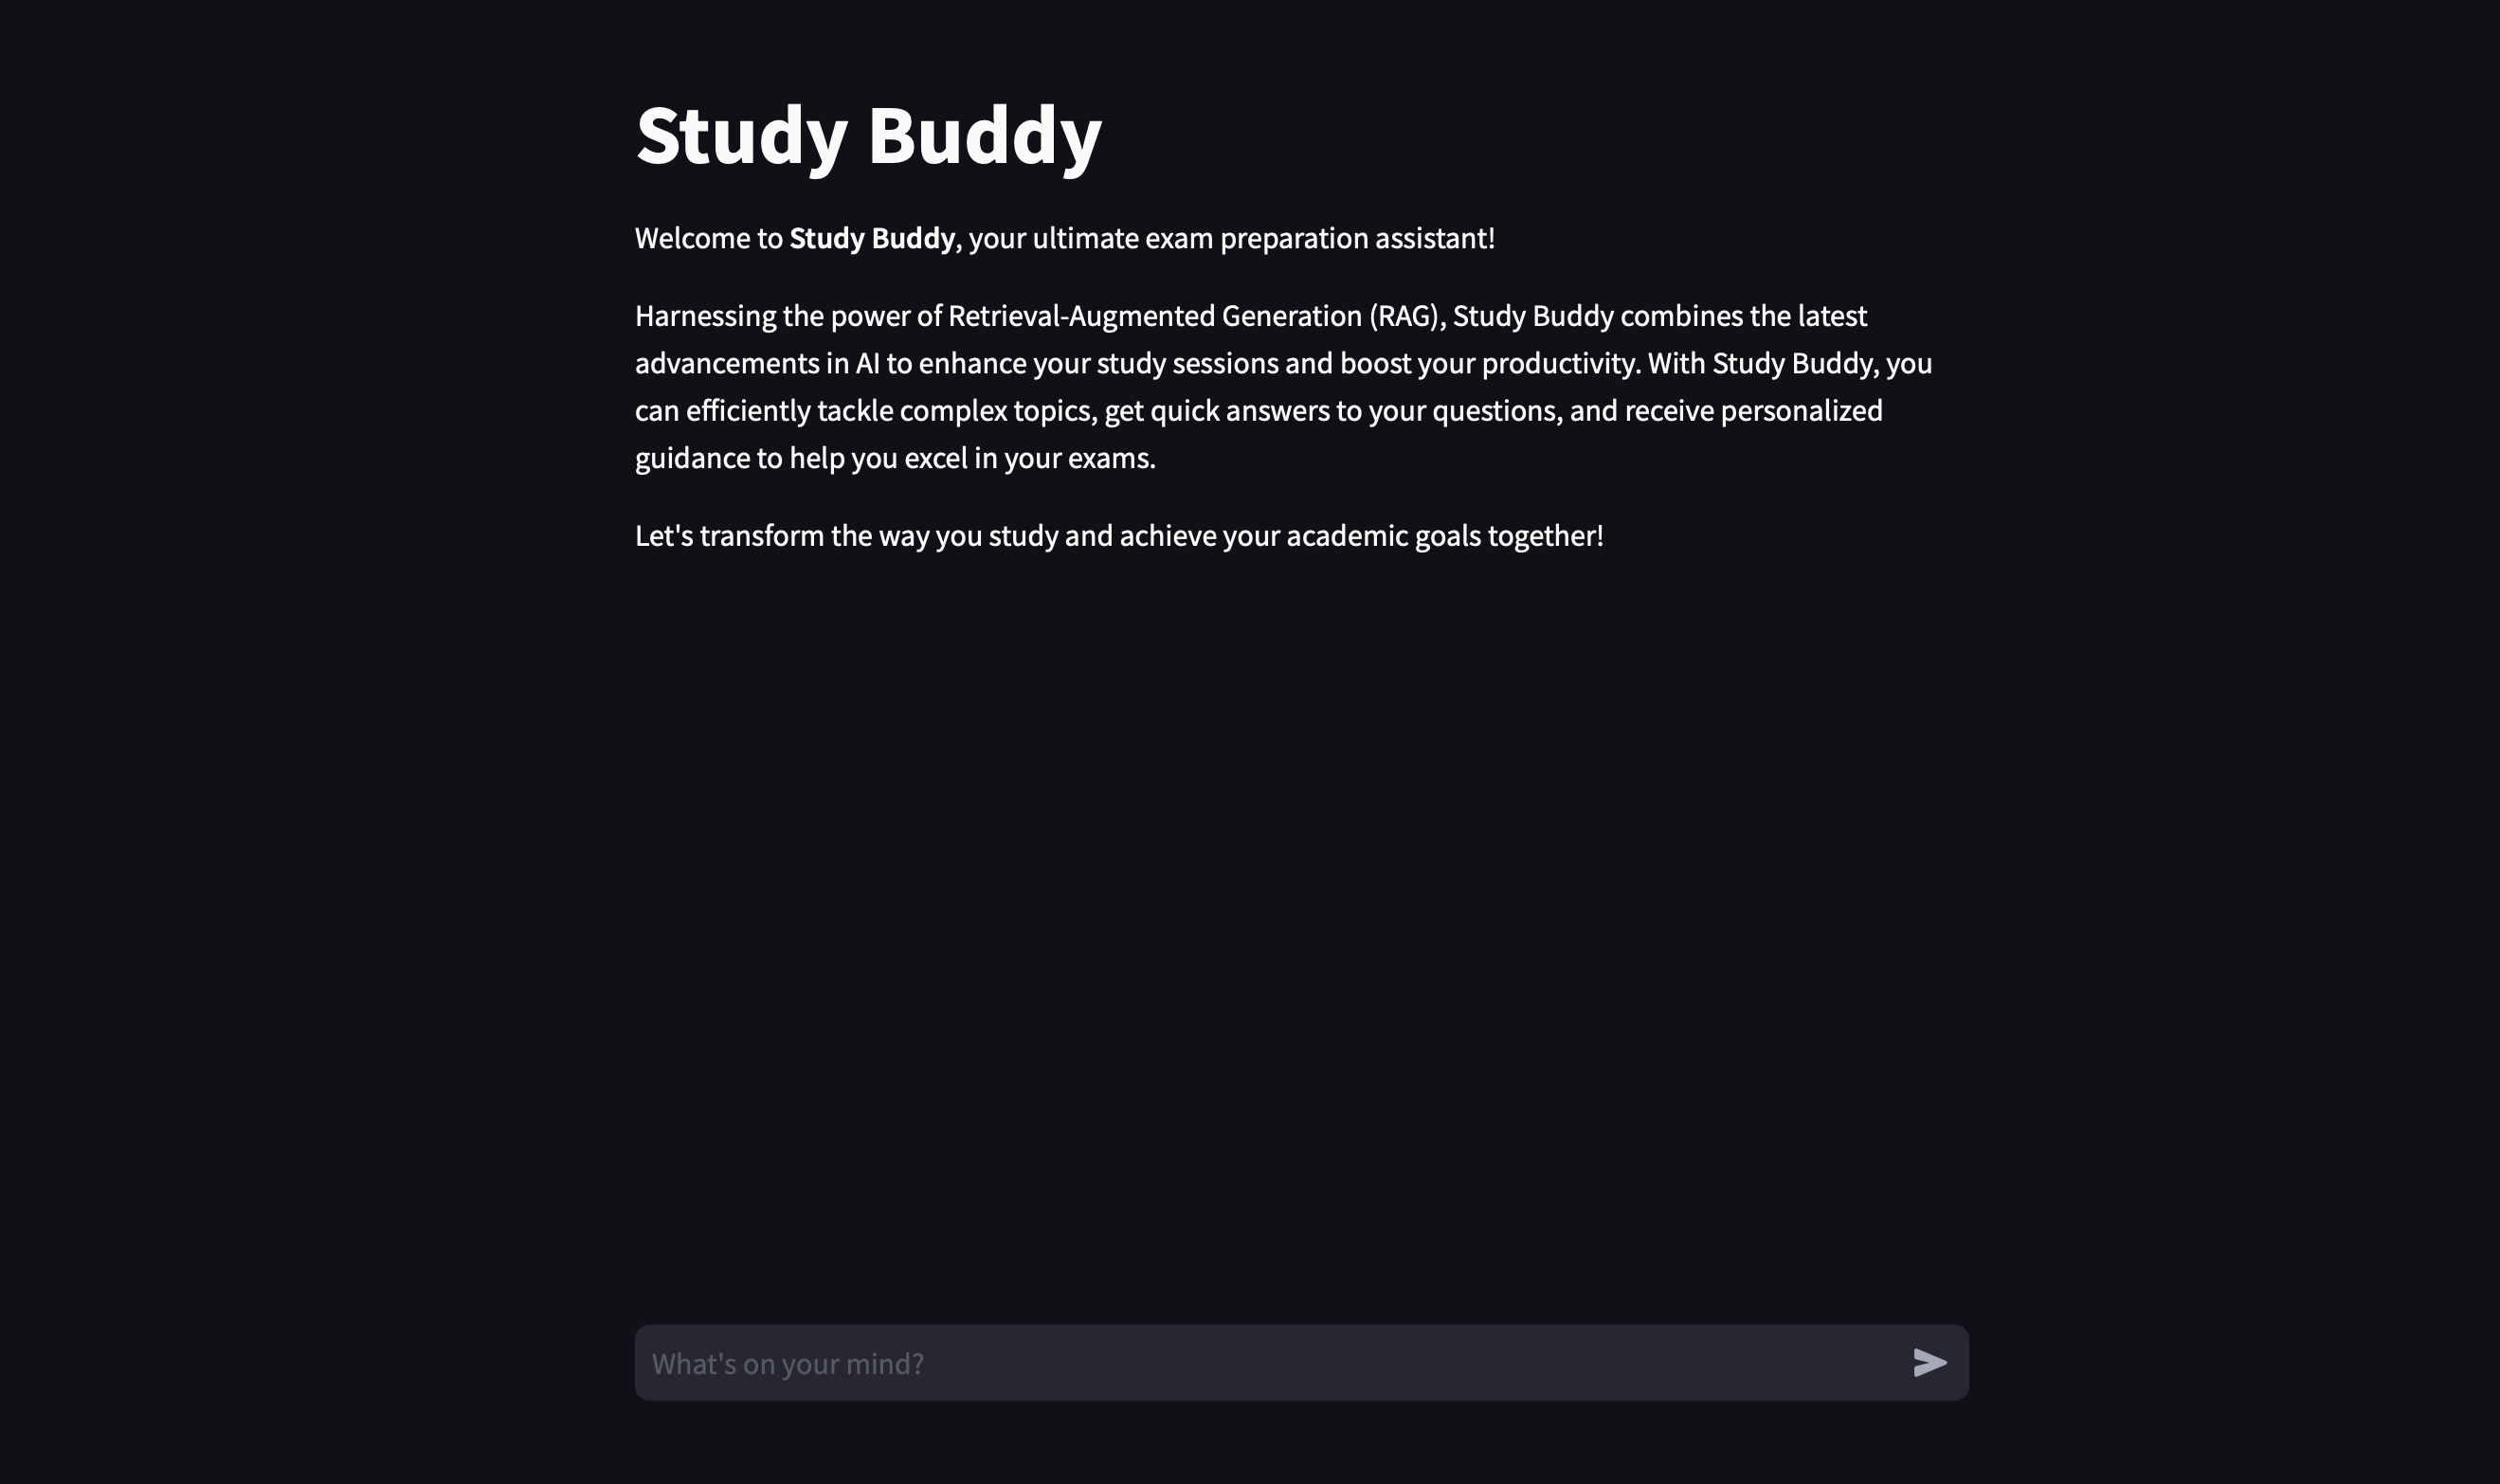 Study Buddy
Welcome to Study Buddy, your ultimate exam preparation assistant!
Harnessing the power of Retrieval-Augmented Generation (RAG), Study Buddy combines the latest
advancements in AI to enhance your study sessions and boost your productivity. With Study Buddy, you
can efficiently tackle complex topics, get quick answers to your questions, and receive personalized
guidance to help you excel in your exams.
Let's transform the way you study and achieve your academic goals together!
What's on your mind?